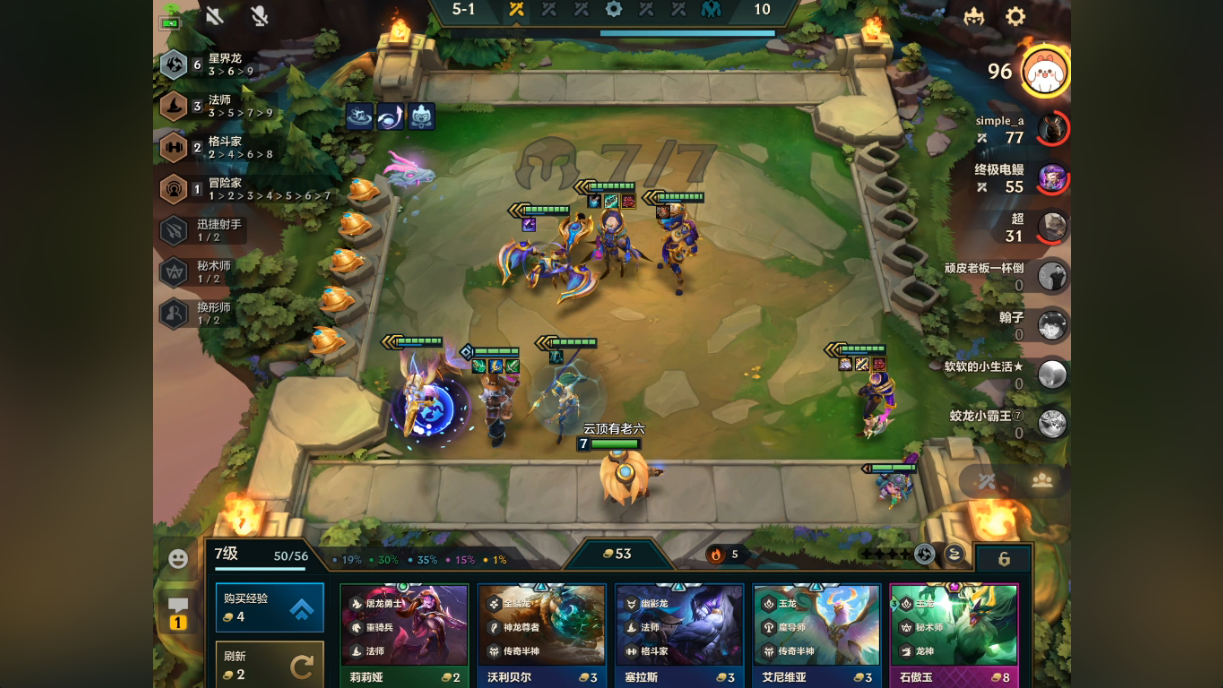 5-1
10
6 星界龙
3 > 6 > 9
3 法师
3 > 5 > 7 > 9
2 格斗家
2 > 4 > 6 > 8
1 冒险家
1 > 2 > 3 > 4 > 5 > 6 > 7
迅捷射手
1 / 2
秘术师
1 / 2
换形师
1 / 2
7/7
96
simple_a
77
终极电鳗
55
超
31
顽皮老板一杯倒
0
翰子
0
软软的小生活★
0
蛟龙小霸王⑦
0
云顶有老六
7
7级 50/56
19% 30% 35% 15% 1%
53
5
6
1
购买经验
4
刷新
2
屠龙勇士
重骑兵
法师
莉莉娅 2
金鳞龙
神龙尊者
传奇半神
沃利贝尔 3
幽影龙
法师
格斗家
塞拉斯 3
玉龙
魔导师
传奇半神
艾尼维亚 3
3 玉龙
秘术师
龙神
石傲玉 8